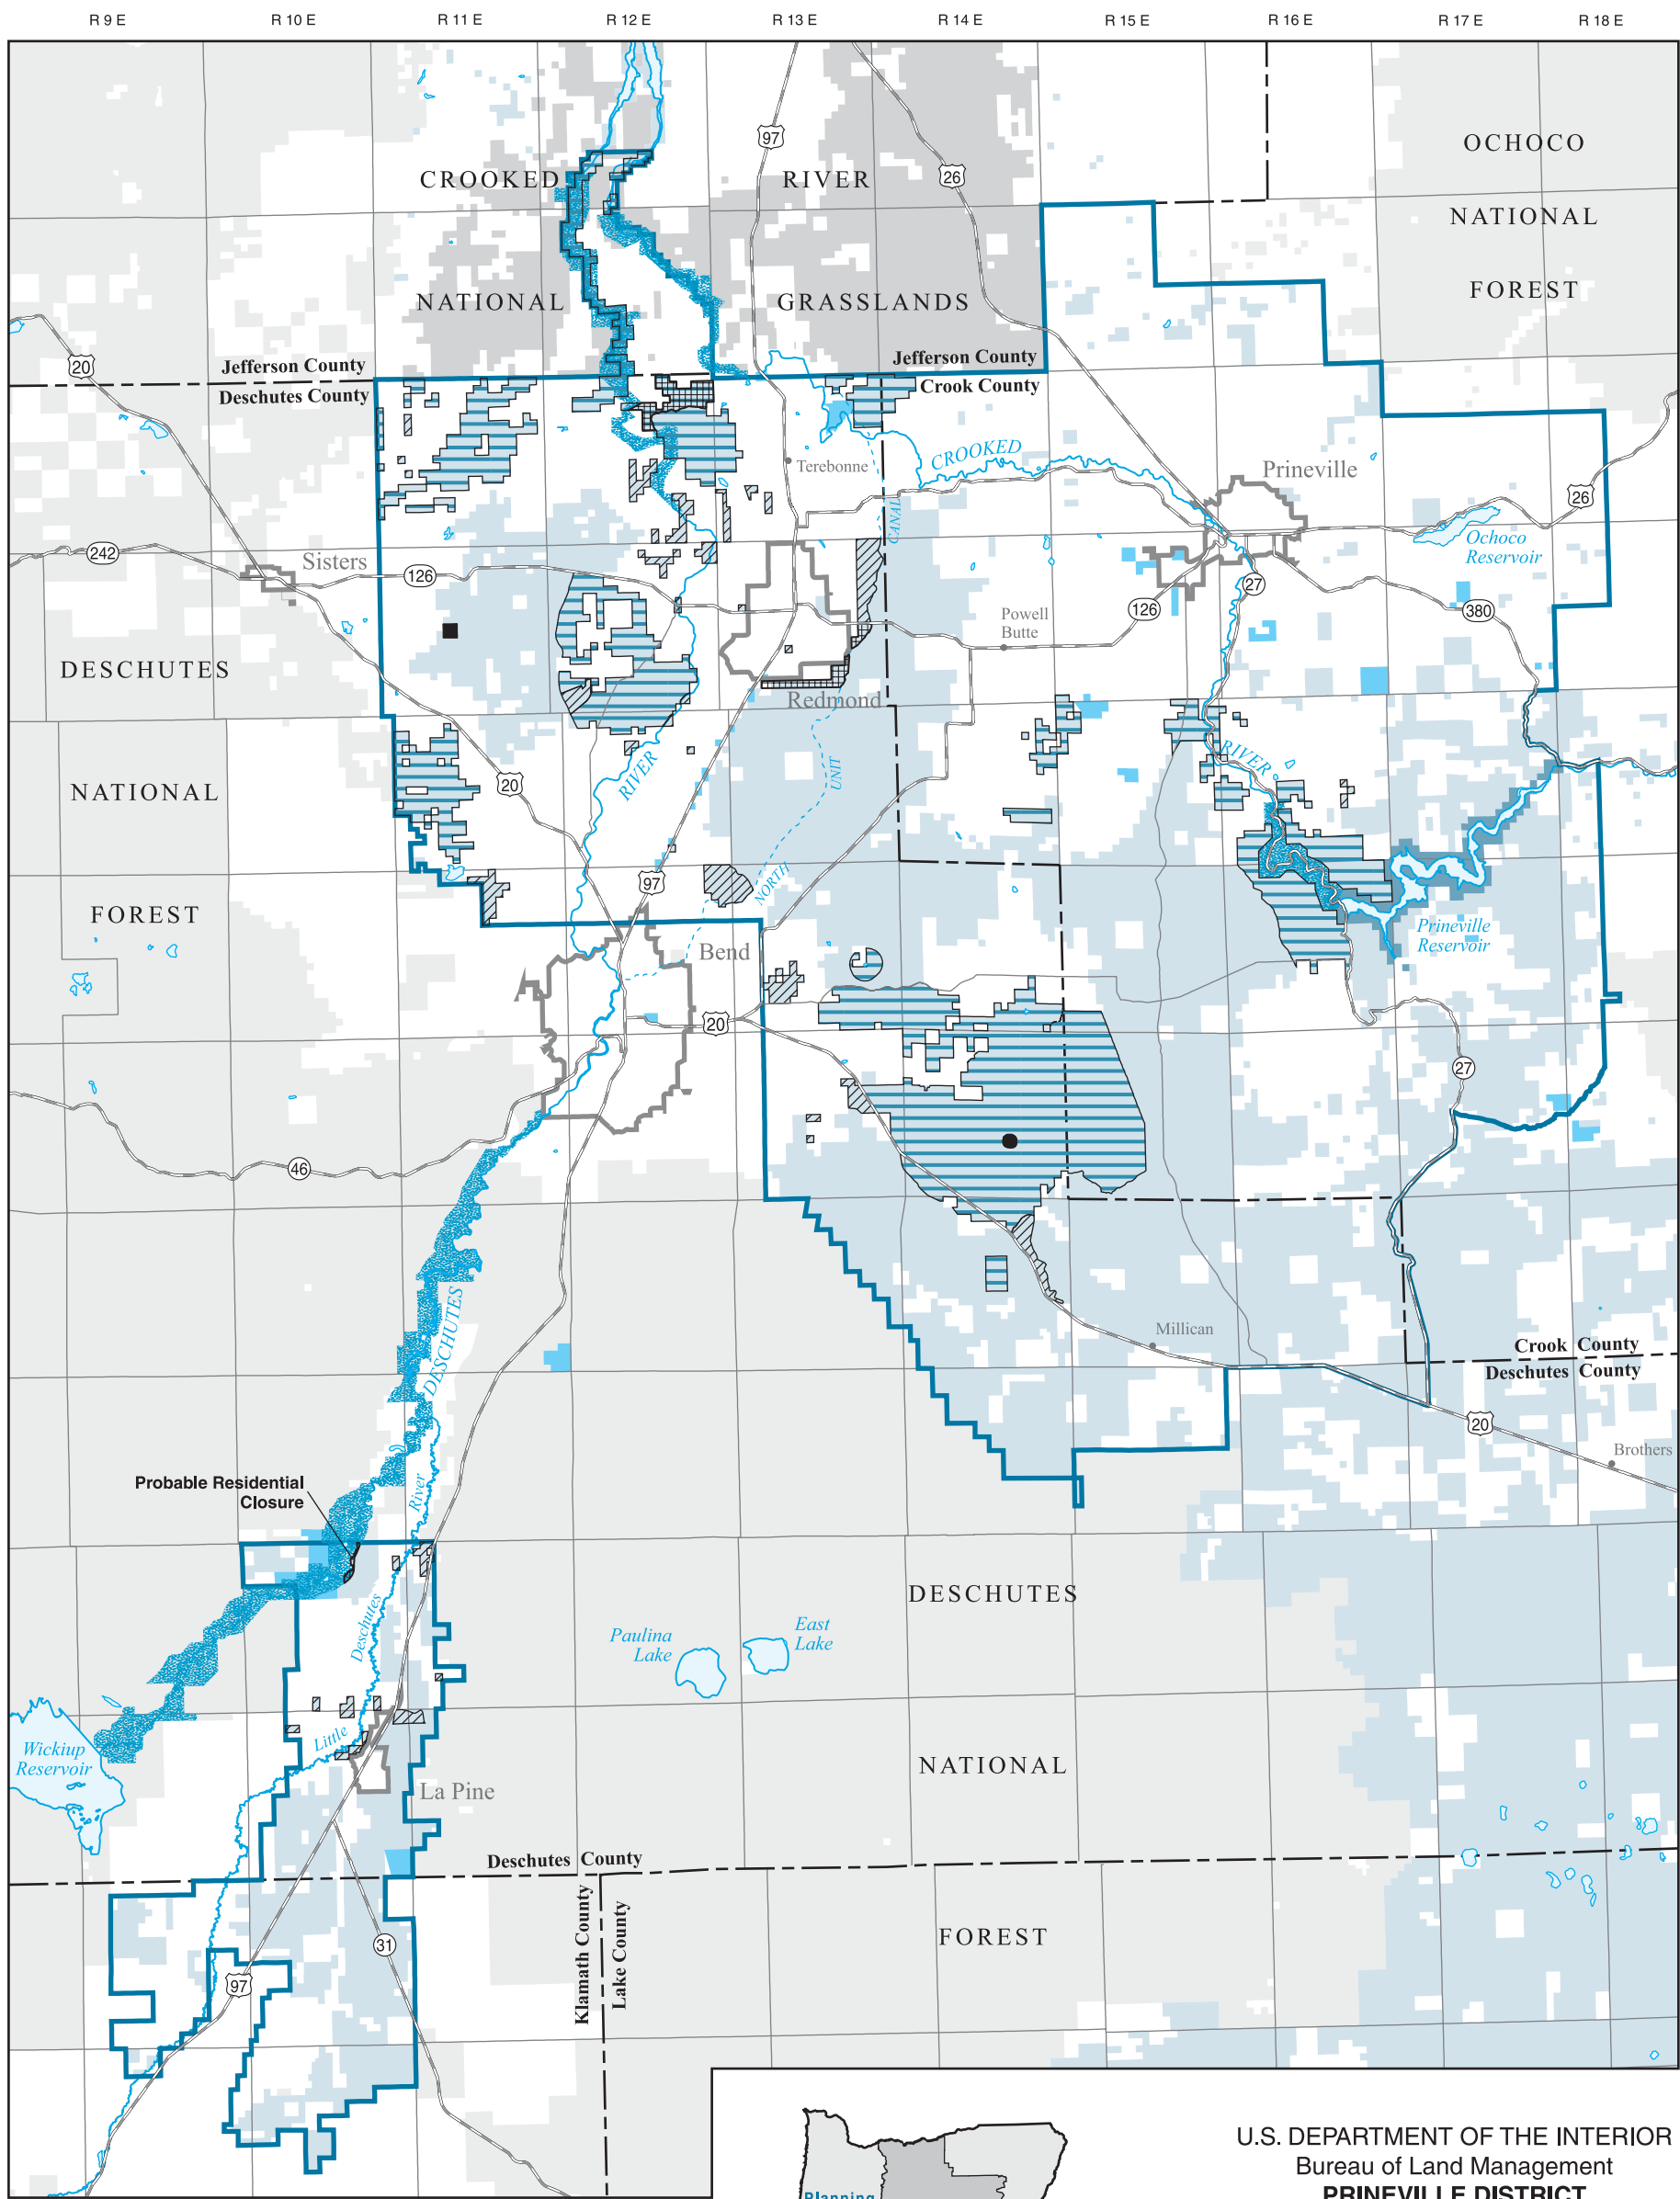 R 9 E R 10 E R 11 E R 12 E R 13 E R 14 E R 15 E R 16 E R 17 E R 18 E
97
26
OCHOCO
CROOKED
RIVER
NATIONAL
FOREST
NATIONAL
GRASSLANDS
20
Jefferson County
Deschutes County
Jefferson County
Crook County
Terebonne
CROOKED
Prineville
26
CANAL
242
Sisters
126
Ochoco
Reservoir
27
126
380
Powell
Butte
DESCHUTES
Redmond
RIVER
UNIT
RIVER
NATIONAL
20
97
NORTH
FOREST
Prineville
Reservoir
Bend
20
27
46
DESCHUTES
Millican
Crook County
Deschutes County
20
Brothers
Probable Residential
Closure
River
DESCHUTES
Deschutes
Paulina
Lake
East
Lake
Wickiup
Reservoir
Little
NATIONAL
La Pine
Deschutes County
Klamath County
Lake County
31
FOREST
97
U.S. DEPARTMENT OF THE INTERIOR
Bureau of Land Management
PRINEVILLE DISTRICT
Planning